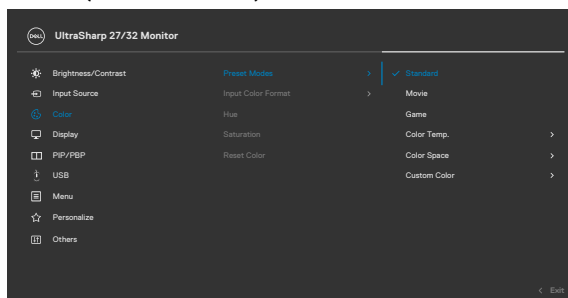 DELL
UltraSharp 27/32 Monitor
Brightness/Contrast
Input Source
Color
Display
PIP/PBP
USB
Menu
Personalize
Others
Preset Modes
Input Color Format
Hue
Saturation
Reset Color
Standard
Movie
Game
Color Temp.
Color Space
Custom Color
Exit